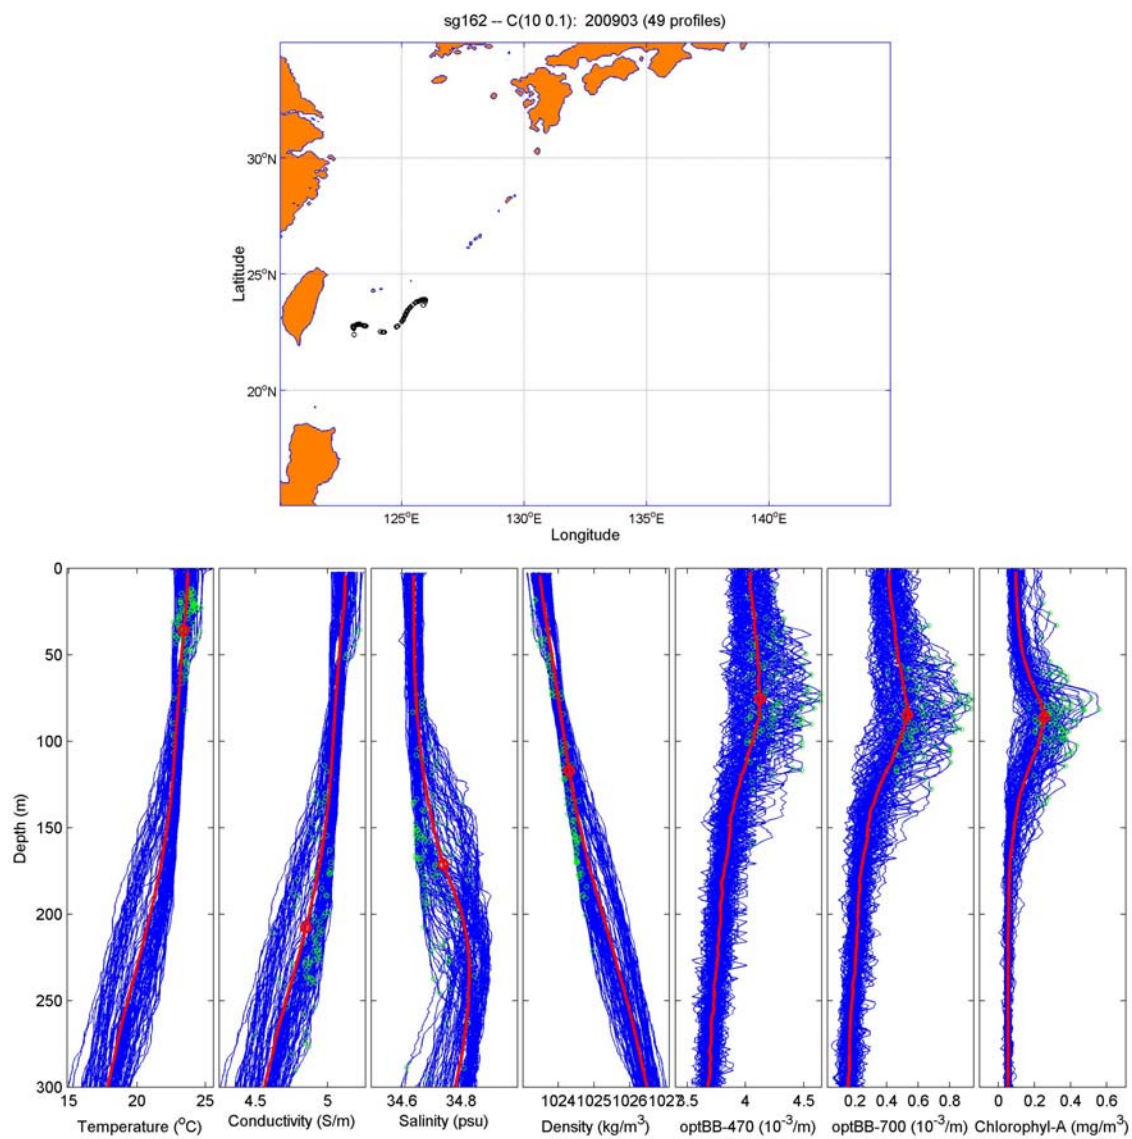 sg162 -- C(10 0.1): 200903 (49 profiles)
30°N
25°N
20°N
Latitude
125°E 130°E 135°E 140°E
Longitude
0
50
100
150
200
250
300
Depth (m)
15 20 25 4.5 5 34.6 34.8 1024 1025 1026 1027 3.5 4 4.5 0.2 0.4 0.6 0.8 0 0.2 0.4 0.6
Temperature (°C) Conductivity (S/m) Salinity (psu) Density (kg/m³) optBB-470 (10⁻³/m) optBB-700 (10⁻³/m) Chlorophyl-A (mg/m³)